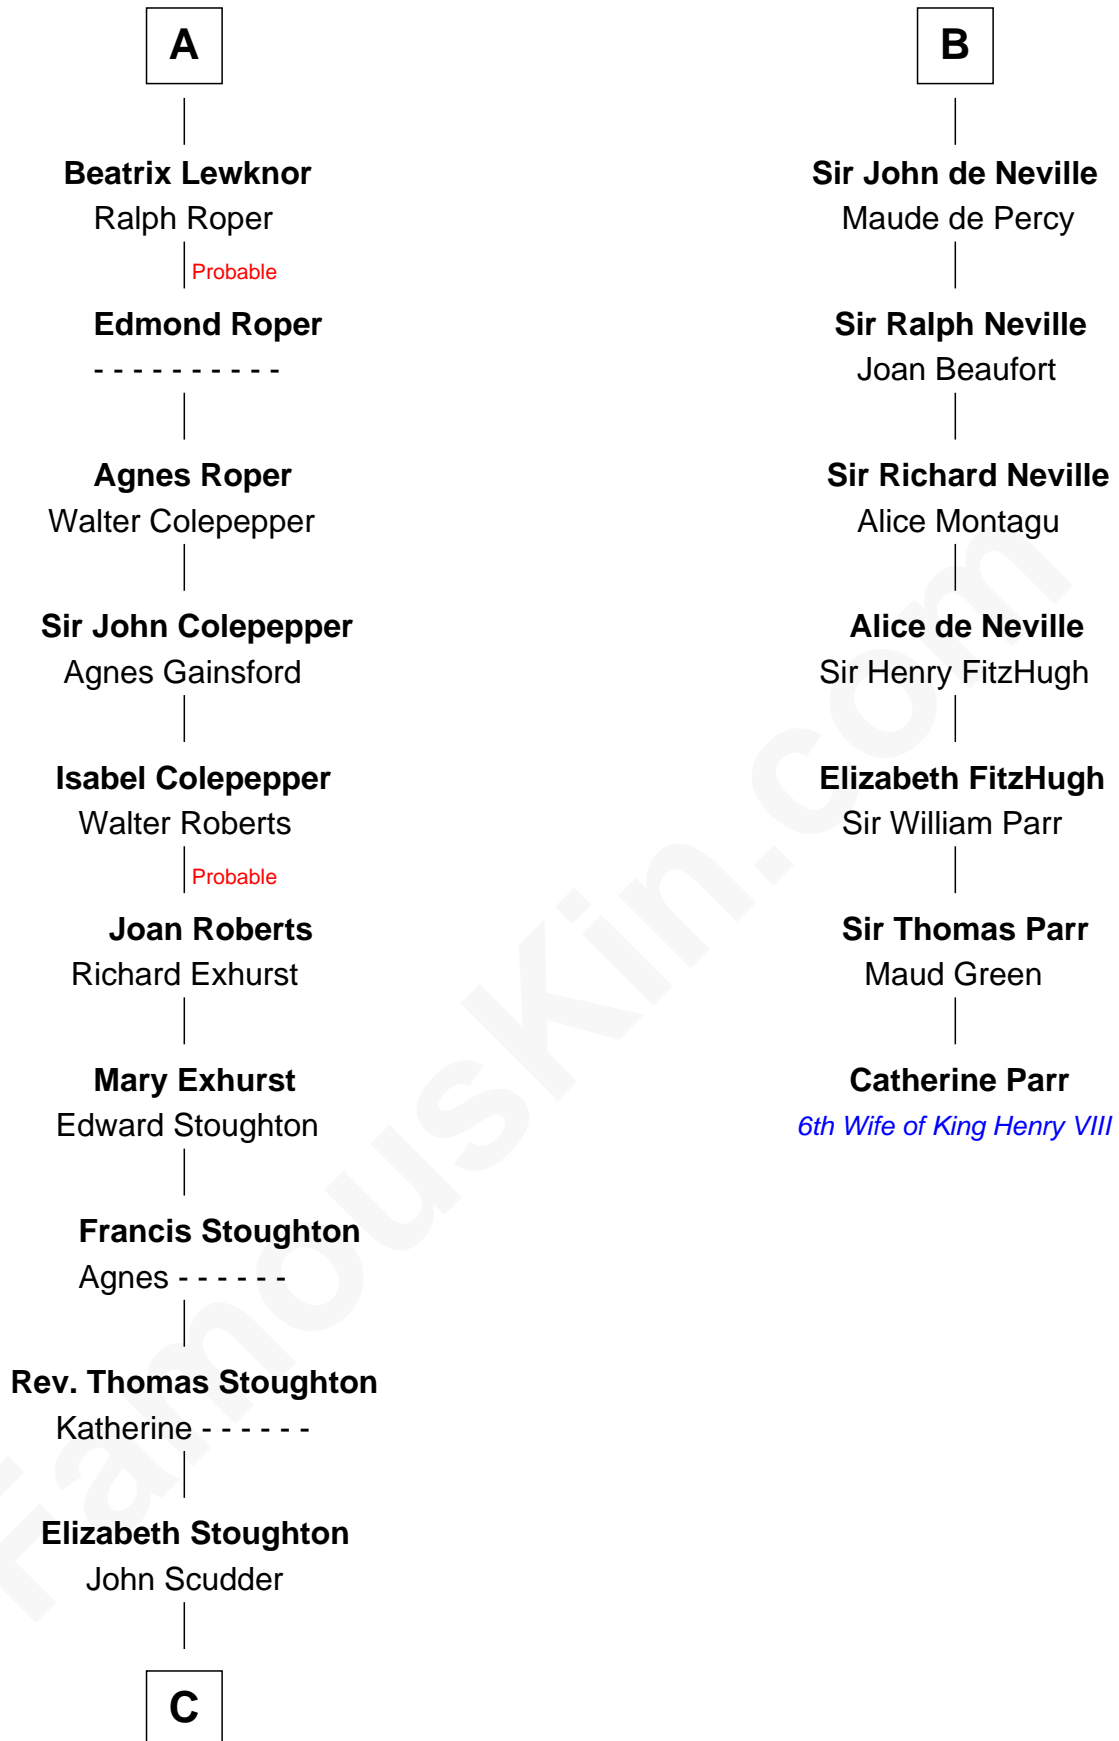 A
Beatrix Lewknor
Ralph Roper
Probable
Edmond Roper
- - - - - - - - - -
Agnes Roper
Walter Colepepper
Sir John Colepepper
Agnes Gainsford
Isabel Colepepper
Walter Roberts
Probable
Joan Roberts
Richard Exhurst
Mary Exhurst
Edward Stoughton
Francis Stoughton
Agnes - - - - - -
Rev. Thomas Stoughton
Katherine - - - - - -
Elizabeth Stoughton
John Scudder
C
B
Sir John de Neville
Maude de Percy
Sir Ralph Neville
Joan Beaufort
Sir Richard Neville
Alice Montagu
Alice de Neville
Sir Henry FitzHugh
Elizabeth FitzHugh
Sir William Parr
Sir Thomas Parr
Maud Green
Catherine Parr
6th Wife of King Henry VIII
FamousKin.com